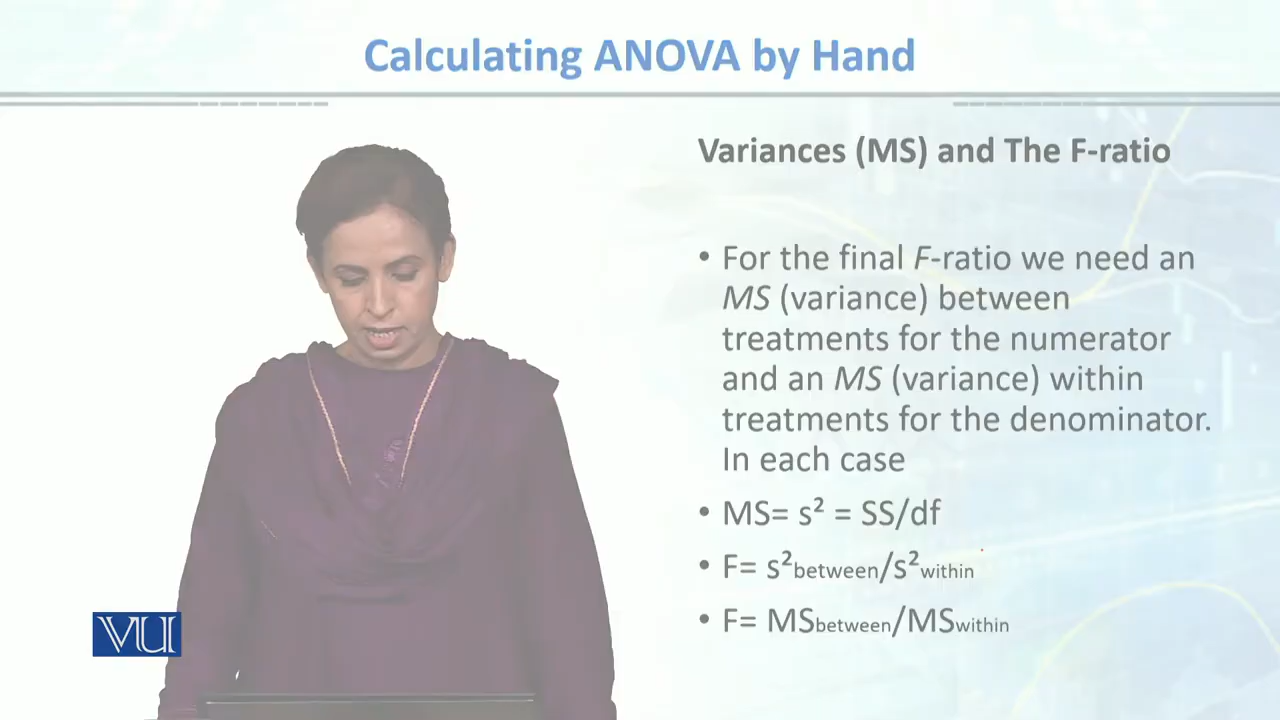 Calculating ANOVA by Hand
Variances (MS) and The F-ratio
• For the final F-ratio we need an
MS (variance) between
treatments for the numerator
and an MS (variance) within
treatments for the denominator.
In each case
• MS= s² = SS/df
• F= s²between/s²within
• F= MSbetween/MSwithin
VU